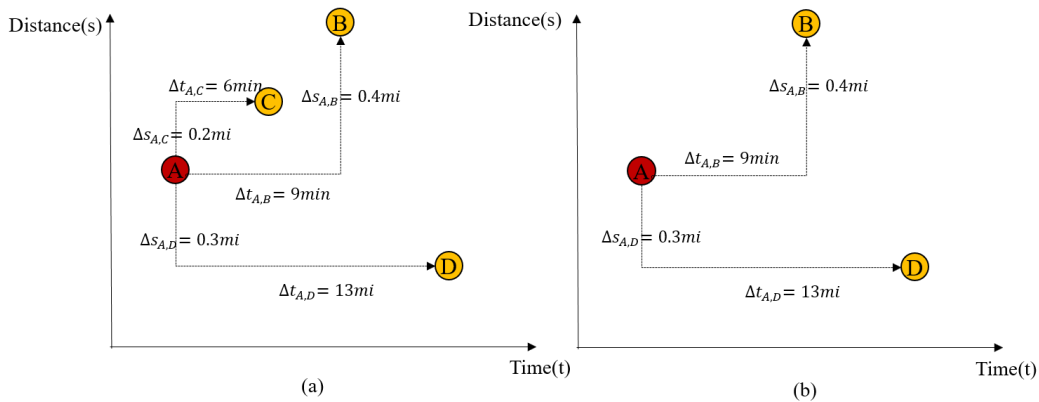 Distance(s)
B
Δt_{A,C} = 6min
C
Δs_{A,B} = 0.4mi
Δs_{A,C} = 0.2mi
A
Δt_{A,B} = 9min
Δs_{A,D} = 0.3mi
D
Δt_{A,D} = 13mi
Time(t)
(a)
Distance(s)
B
Δs_{A,B} = 0.4mi
Δt_{A,B} = 9min
A
Δs_{A,D} = 0.3mi
D
Δt_{A,D} = 13mi
Time(t)
(b)